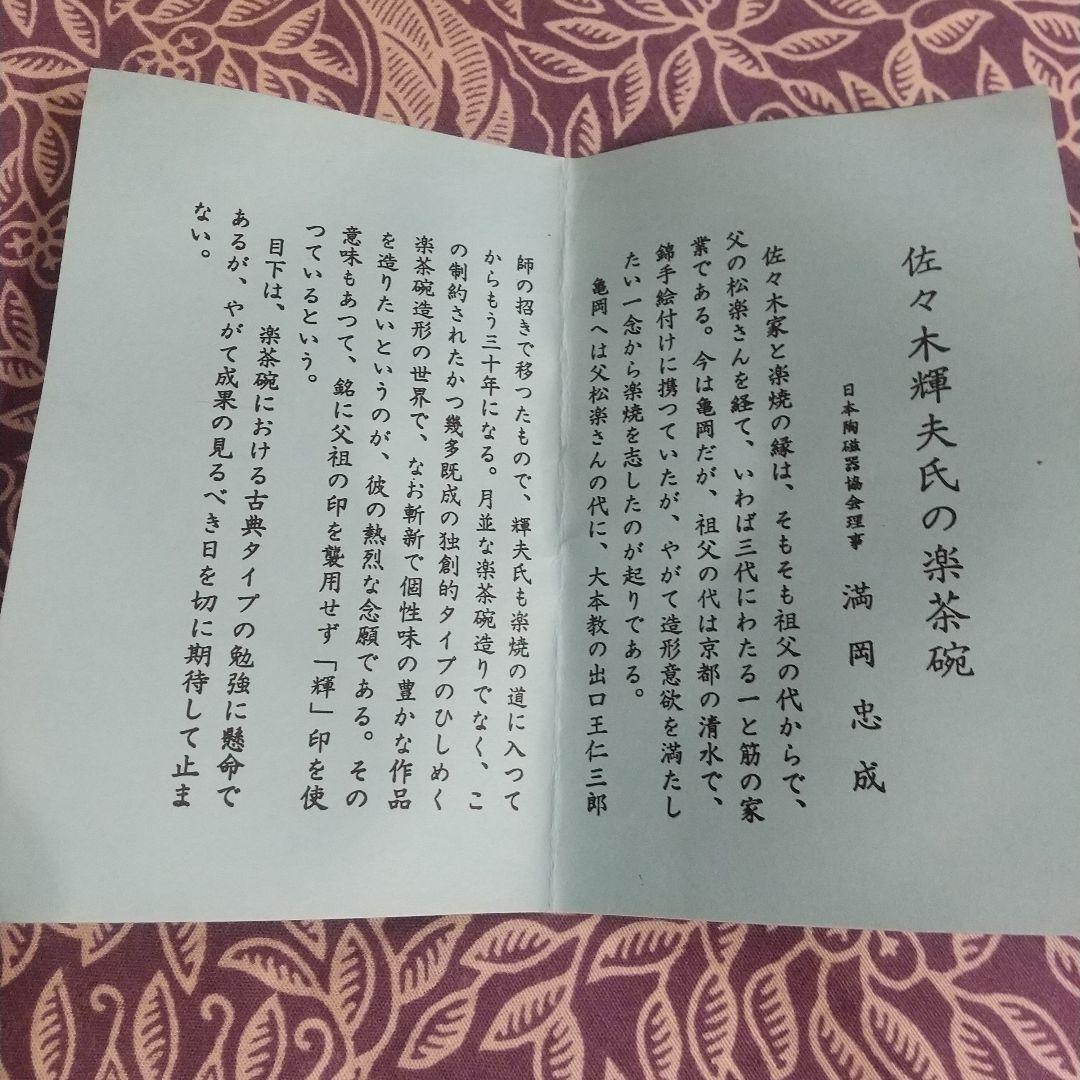 佐々木輝夫氏の楽茶碗
日本陶磁器協会理事 満岡忠成
佐々木家と楽焼の縁は、そもそも祖父の代からで、
父の松楽さんを経て、いわば三代にわたる一と筋の家
業である。今は亀岡だが、祖父の代は京都の清水で、
錦手絵付けに携つていたが、やがて造形意欲を満たし
たい一念から楽焼を志したのが起りである。
亀岡へは父松楽さんの代に、大本教の出口王仁三郎
師の招きで移つたもので、輝夫氏も楽焼の道に入つて
からもう三十年になる。月並な楽茶碗造りでなく、こ
の制約されたかつ幾多既成の独創的タイプのひしめく
楽茶碗造形の世界で、なお斬新で個性味の豊かな作品
を造りたいというのが、彼の熱烈な念願である。その
意味もあつて、銘に父祖の印を襲用せず「輝」印を使
つているという。
目下は、楽茶碗における古典タイプの勉強に懸命で
あるが、やがて成果の見るべき日を切に期待して止ま
ない。